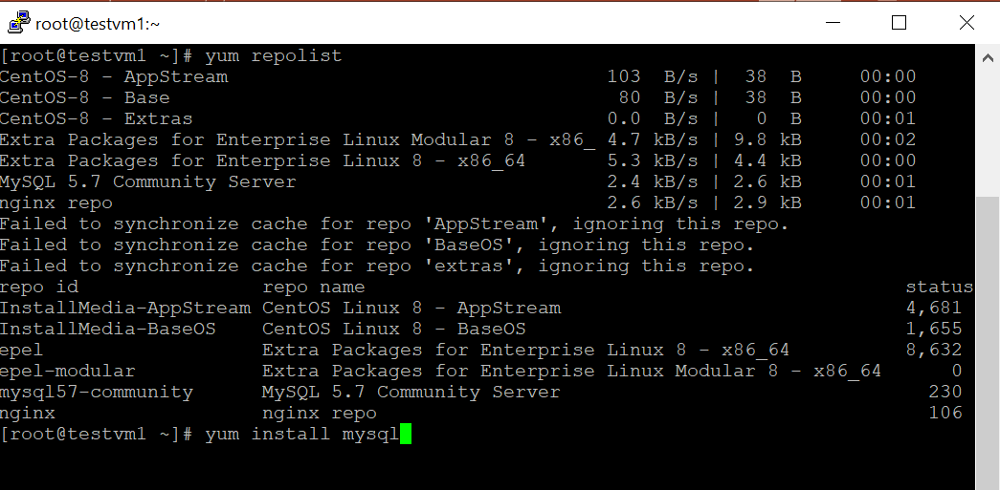 root@testvm1:~
[root@testvm1 ~]# yum repolist
CentOS-8 - AppStream 103 B/s | 38 B 00:00
CentOS-8 - Base 80 B/s | 38 B 00:00
CentOS-8 - Extras 0.0 B/s | 0 B 00:01
Extra Packages for Enterprise Linux Modular 8 - x86_ 4.7 kB/s | 9.8 kB 00:02
Extra Packages for Enterprise Linux 8 - x86_64 5.3 kB/s | 4.4 kB 00:00
MySQL 5.7 Community Server 2.4 kB/s | 2.6 kB 00:01
nginx repo 2.6 kB/s | 2.9 kB 00:01
Failed to synchronize cache for repo 'AppStream', ignoring this repo.
Failed to synchronize cache for repo 'BaseOS', ignoring this repo.
Failed to synchronize cache for repo 'extras', ignoring this repo.
repo id repo name status
InstallMedia-AppStream CentOS Linux 8 - AppStream 4,681
InstallMedia-BaseOS CentOS Linux 8 - BaseOS 1,655
epel Extra Packages for Enterprise Linux 8 - x86_64 8,632
epel-modular Extra Packages for Enterprise Linux Modular 8 - x86_64 0
mysql57-community MySQL 5.7 Community Server 230
nginx nginx repo 106
[root@testvm1 ~]# yum install mysql